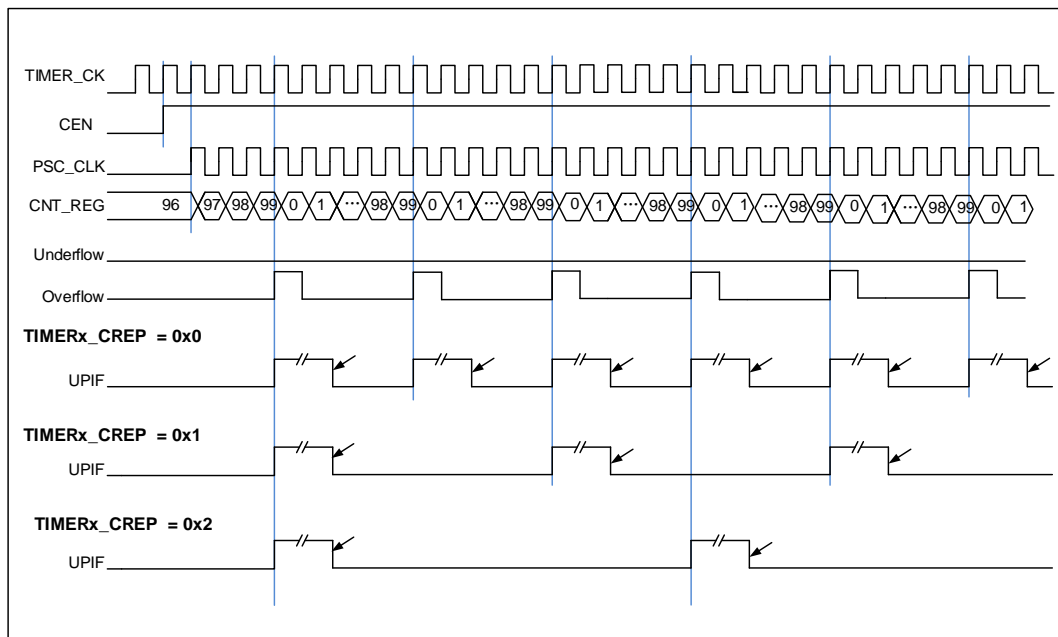 TIMER_CK
CEN
PSC_CLK
CNT_REG 96 97 98 99 0 1 ... 98 99 0 1 ... 98 99 0 1 ... 98 99 0 1 ... 98 99 0 1 ... 98 99 0 1
Underflow
Overflow
TIMERx_CREP = 0x0
UPIF
TIMERx_CREP = 0x1
UPIF
TIMERx_CREP = 0x2
UPIF